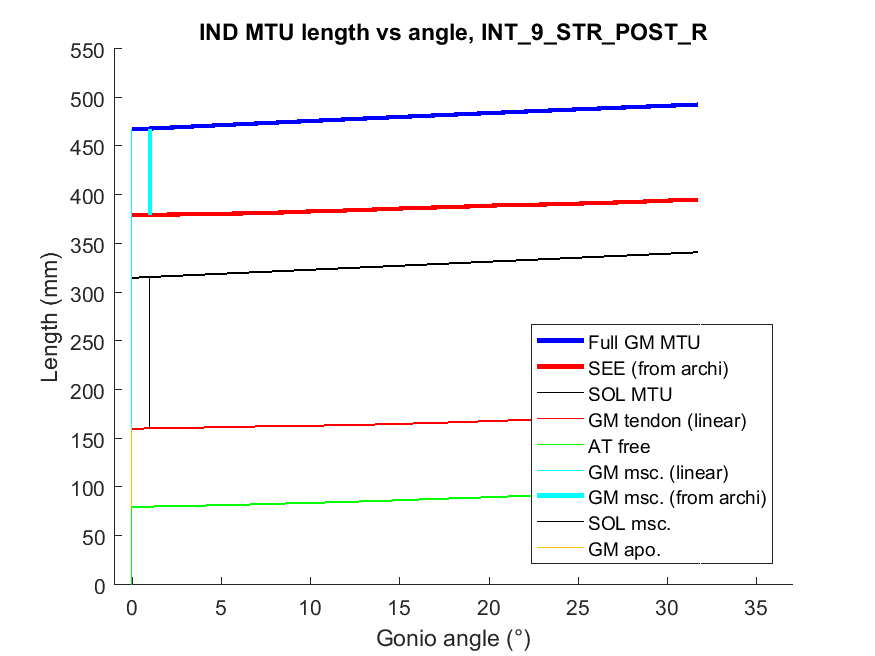 IND MTU length vs angle, INT_9_STR_POST_R
550
500
450
400
350
300
250
200
150
100
50
0
Length (mm)
Full GM MTU
SEE (from archi)
SOL MTU
GM tendon (linear)
AT free
GM msc. (linear)
GM msc. (from archi)
SOL msc.
GM apo.
0 5 10 15 20 25 30 35
Gonio angle (°)